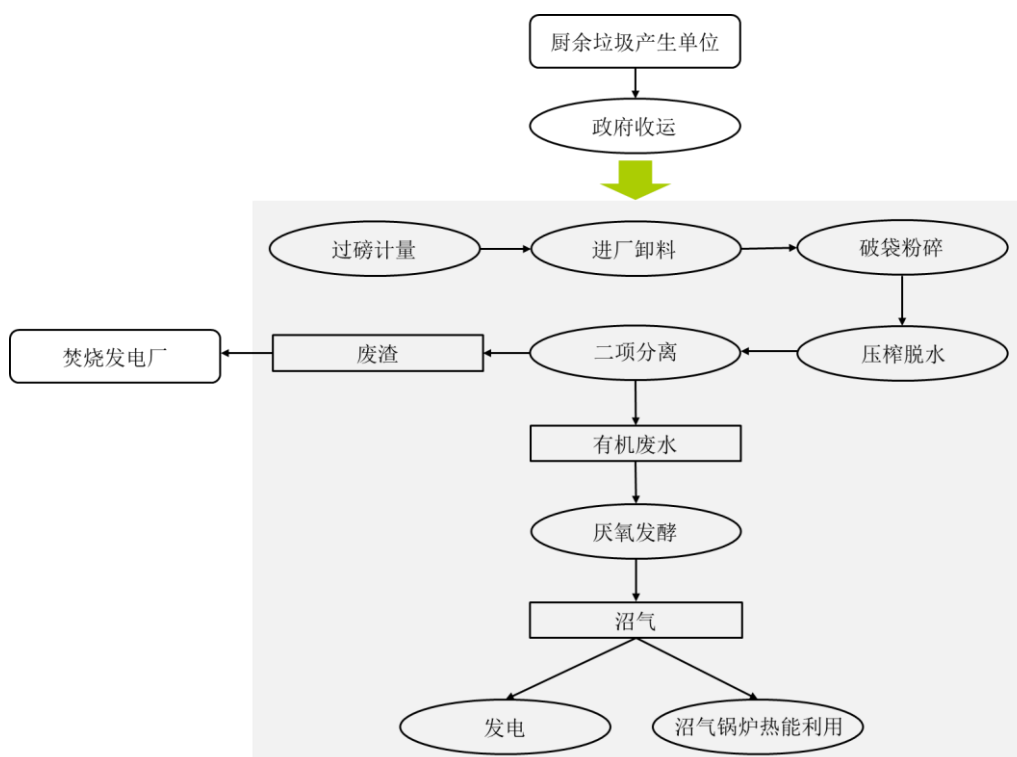 厨余垃圾产生单位
政府收运
过磅计量
进厂卸料
破袋粉碎
焚烧发电厂
废渣
二项分离
压榨脱水
有机废水
厌氧发酵
沼气
发电
沼气锅炉热能利用